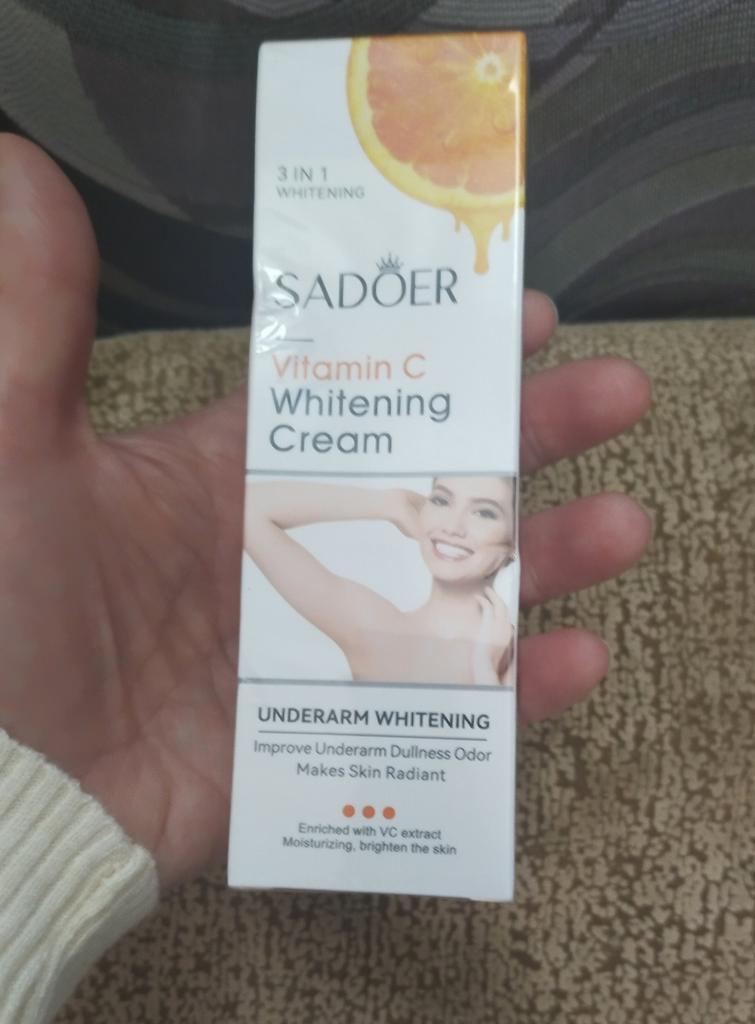 3 IN 1
WHITENING
SADOER
Vitamin C
Whitening
Cream
UNDERARM WHITENING
Improve Underarm Dullness Odor
Makes Skin Radiant
Enriched with VC extract
Moisturizing, brighten the skin